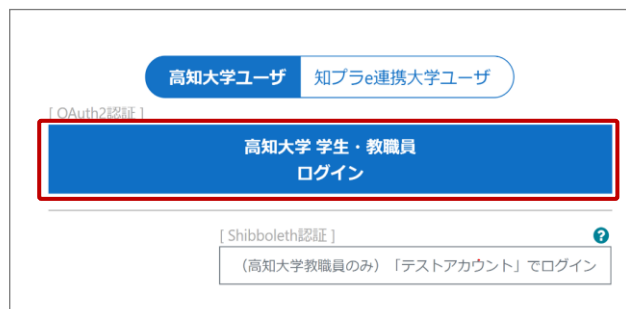 高知大学ユーザ 知プラe連携大学ユーザ
[ OAuth2認証 ]
高知大学 学生・教職員
ログイン
[ Shibboleth認証 ] ?
（高知大学教職員のみ）「テストアカウント」でログイン